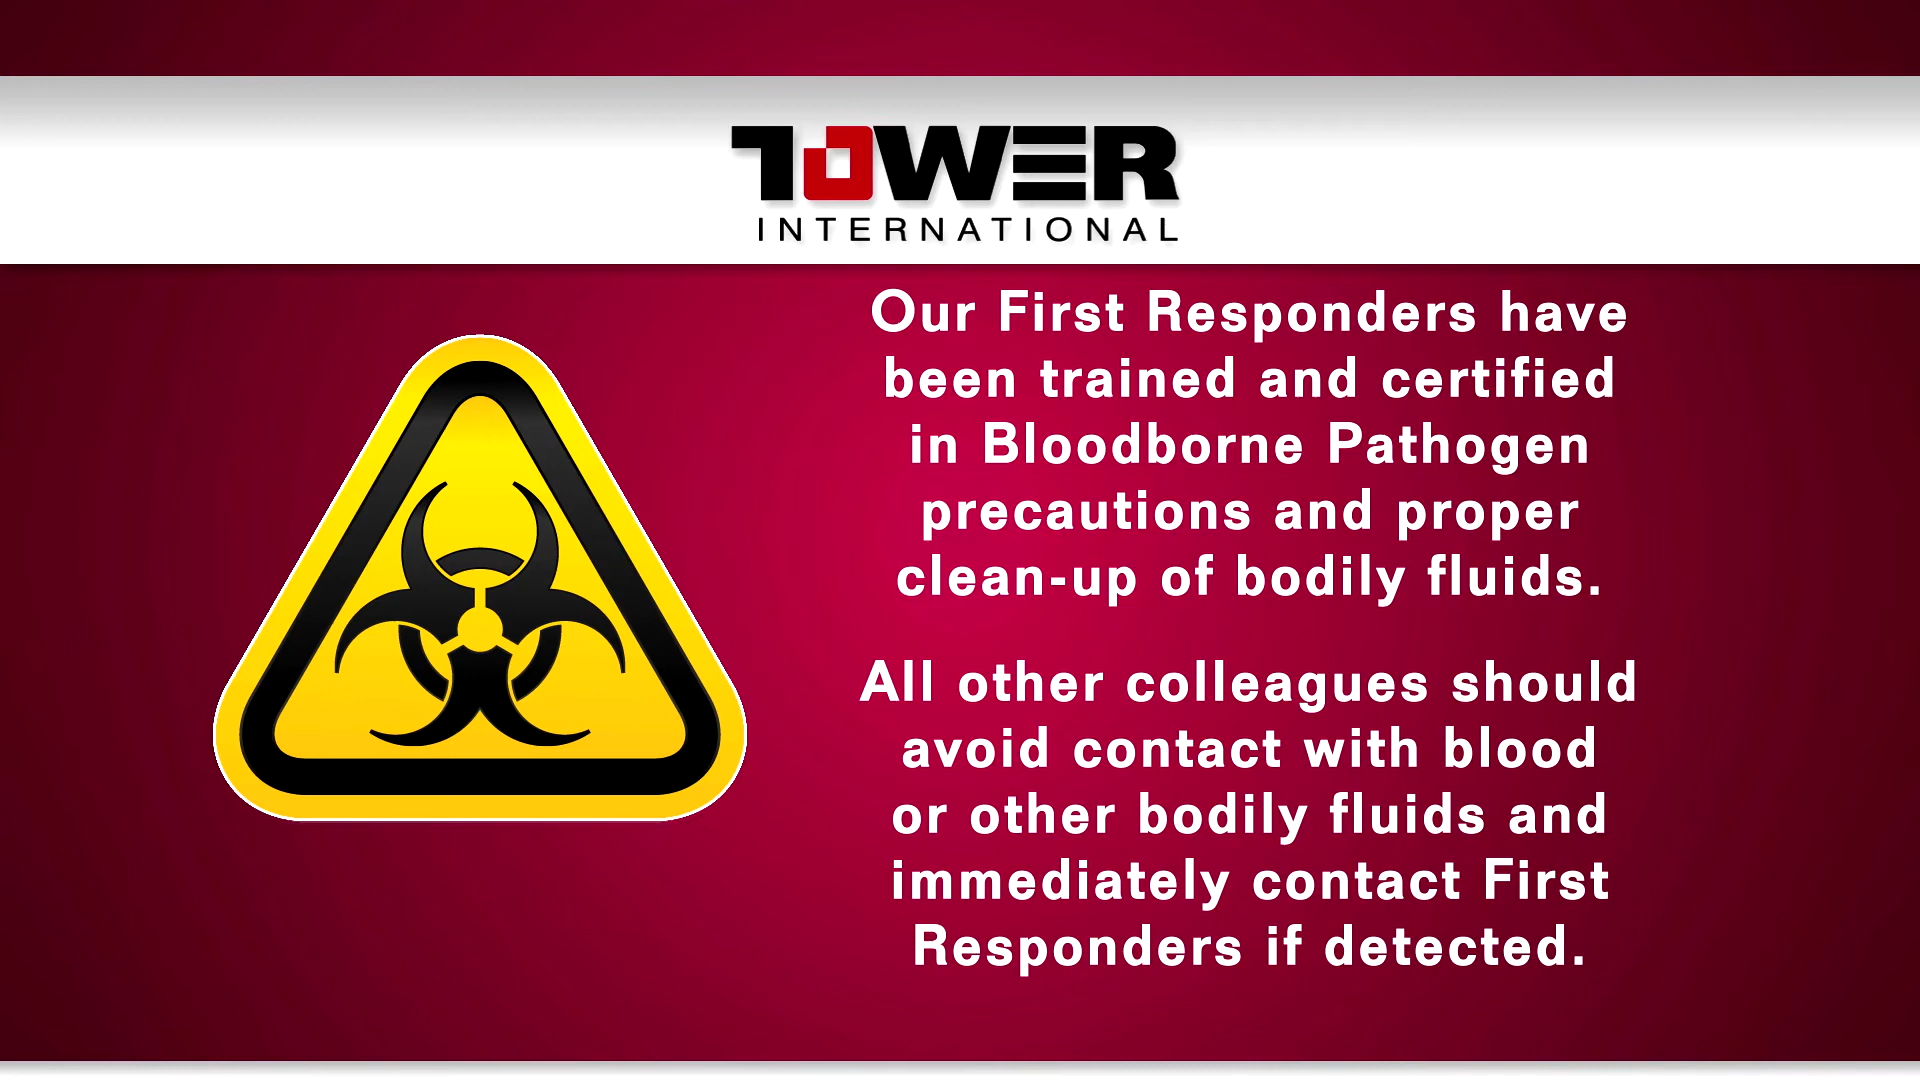 TOWER
INTERNATIONAL
Our First Responders have
been trained and certified
in Bloodborne Pathogen
precautions and proper
clean-up of bodily fluids.
All other colleagues should
avoid contact with blood
or other bodily fluids and
immediately contact First
Responders if detected.